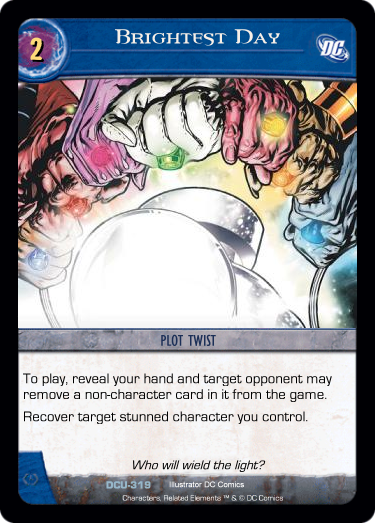 2
Brightest Day
DC
PLOT TWIST
To play, reveal your hand and target opponent may
remove a non-character card in it from the game.
Recover target stunned character you control.
Who will wield the light?
DCU-319 Illustrator DC Comics
Characters, Related Elements ™ & © DC Comics